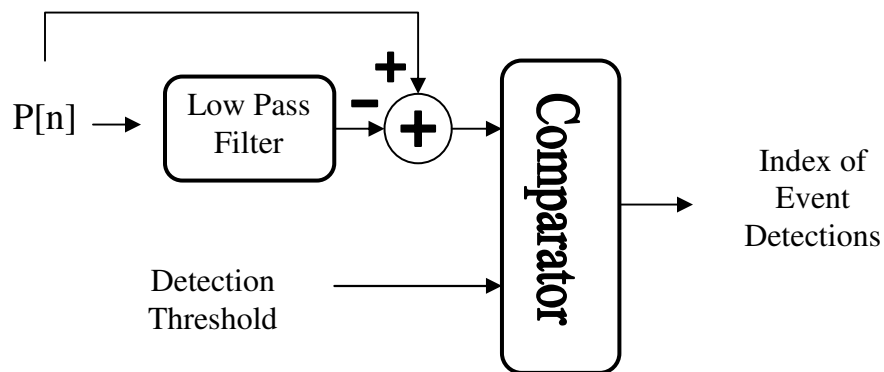 P[n]
Low Pass
Filter
+
−
+
Comparator
Detection
Threshold
Index of
Event
Detections